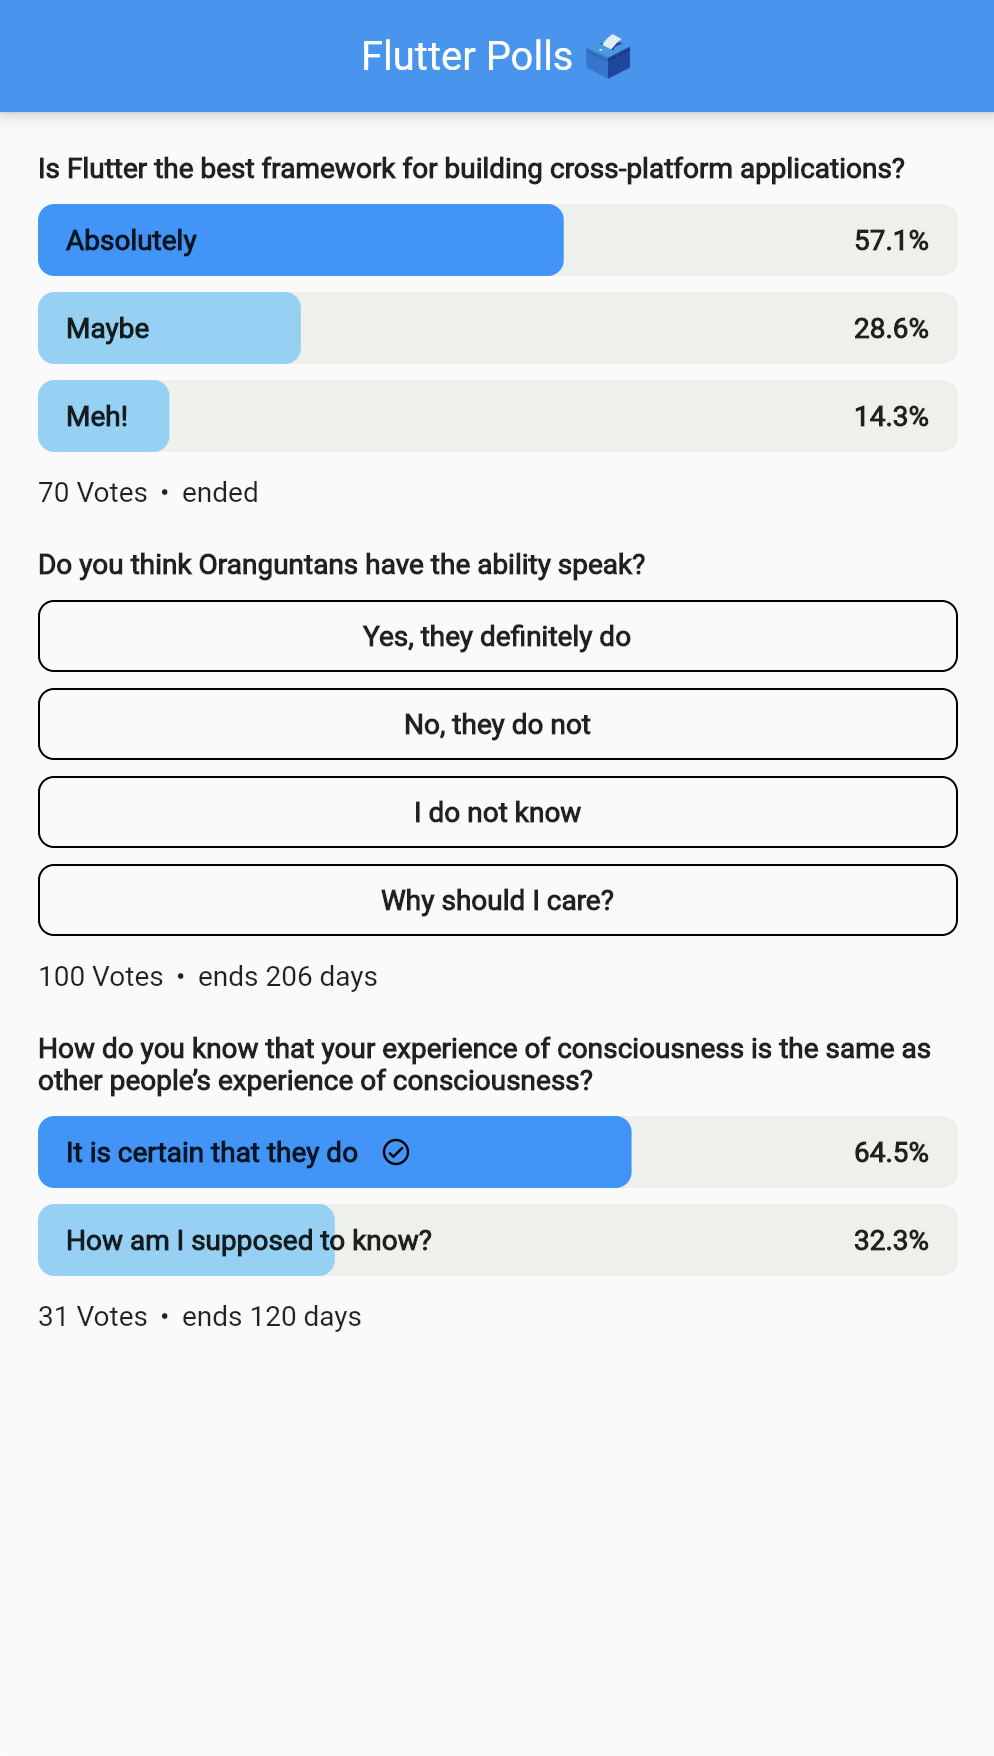 Flutter Polls 🗳️
Is Flutter the best framework for building cross-platform applications?
Absolutely 57.1%
Maybe 28.6%
Meh! 14.3%
70 Votes • ended
Do you think Oranguntans have the ability speak?
Yes, they definitely do
No, they do not
I do not know
Why should I care?
100 Votes • ends 206 days
How do you know that your experience of consciousness is the same as
other people’s experience of consciousness?
It is certain that they do 64.5%
How am I supposed to know? 32.3%
31 Votes • ends 120 days